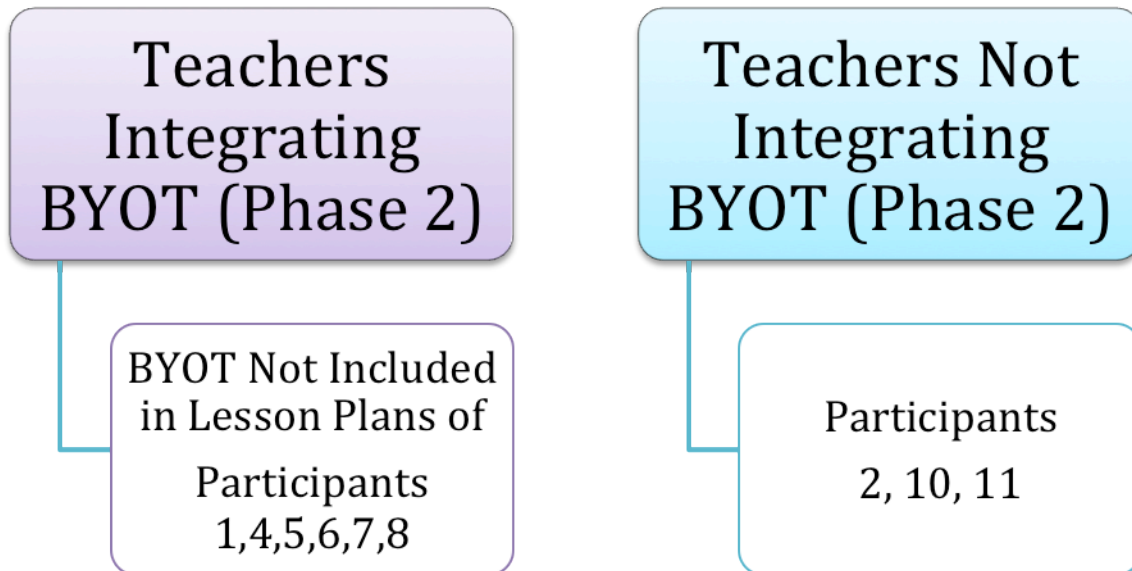 Teachers
Integrating
BYOT (Phase 2)
BYOT Not Included
in Lesson Plans of
Participants
1,4,5,6,7,8
Teachers Not
Integrating
BYOT (Phase 2)
Participants
2, 10, 11